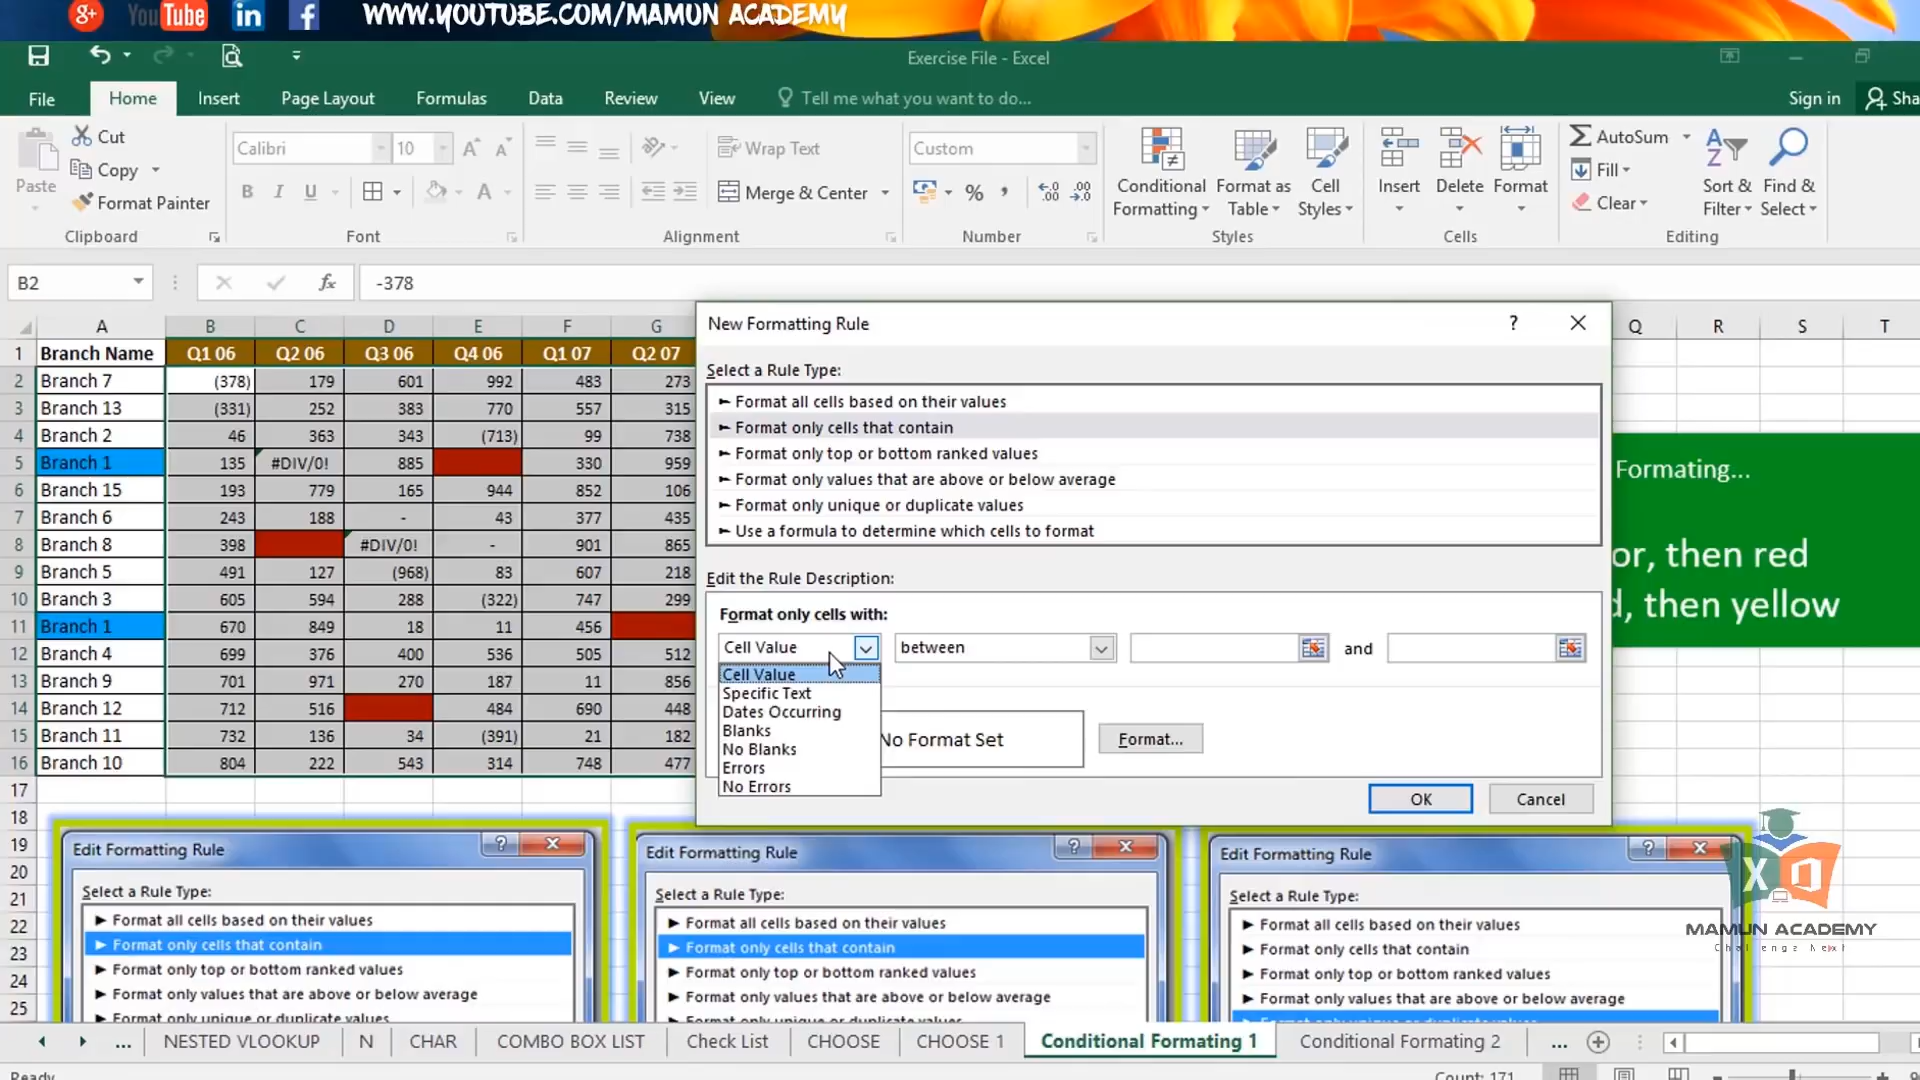 You Tube in f WWW.YOUTUBE.COM/MAMUN ACADEMY
Exercise File - Excel
File Home Insert Page Layout Formulas Data Review View Tell me what you want to do... Sign in Sha
Paste Cut Copy Format Painter
Calibri 10
B I U A
Wrap Text
Merge & Center
Custom
% ,
Conditional Formatting
Format as Table
Cell Styles
Insert Delete Format
AutoSum
Fill
Clear
Sort & Filter
Find & Select
Clipboard Font Alignment Number Styles Cells Editing
B2 fx -378
A B C D E F G Q R S T
1 Branch Name Q1 06 Q2 06 Q3 06 Q4 06 Q1 07 Q2 07
2 Branch 7 (378) 179 601 992 483 273
3 Branch 13 (331) 252 383 770 557 315
4 Branch 2 46 363 343 (713) 99 738
5 Branch 1 135 #DIV/0! 885 330 959
6 Branch 15 193 779 165 944 852 106
7 Branch 6 243 188 - 43 377 435
8 Branch 8 398 #DIV/0! - 901 865
9 Branch 5 491 127 (968) 83 607 218
10 Branch 3 605 594 288 (322) 747 299
11 Branch 1 670 849 18 11 456
12 Branch 4 699 376 400 536 505 512
13 Branch 9 701 971 270 187 11 856
14 Branch 12 712 516 484 690 448
15 Branch 11 732 136 34 (391) 21 182
16 Branch 10 804 222 543 314 748 477
17
18
19
20
21
22
23
24
25
New Formatting Rule ?
Select a Rule Type:
► Format all cells based on their values
► Format only cells that contain
► Format only top or bottom ranked values
► Format only values that are above or below average
► Format only unique or duplicate values
► Use a formula to determine which cells to format
Edit the Rule Description:
Format only cells with:
Cell Value between and
Cell Value
Specific Text
Dates Occurring
Blanks
No Blanks
Errors
No Errors
No Format Set Format...
OK Cancel
Formating...
or, then red
, then yellow
Edit Formatting Rule ?
Select a Rule Type:
► Format all cells based on their values
► Format only cells that contain
► Format only top or bottom ranked values
► Format only values that are above or below average
► Format only unique or duplicate values
Edit Formatting Rule ?
Select a Rule Type:
► Format all cells based on their values
► Format only cells that contain
► Format only top or bottom ranked values
► Format only values that are above or below average
► Format only unique or duplicate values
Edit Formatting Rule ?
Select a Rule Type:
► Format all cells based on their values
► Format only cells that contain
► Format only top or bottom ranked values
► Format only values that are above or below average
► Format only unique or duplicate values
X
MAMUN ACADEMY
Challenge Next
... NESTED VLOOKUP N CHAR COMBO BOX LIST Check List CHOOSE CHOOSE 1 Conditional Formating 1 Conditional Formating 2 ...
Ready Count: 171